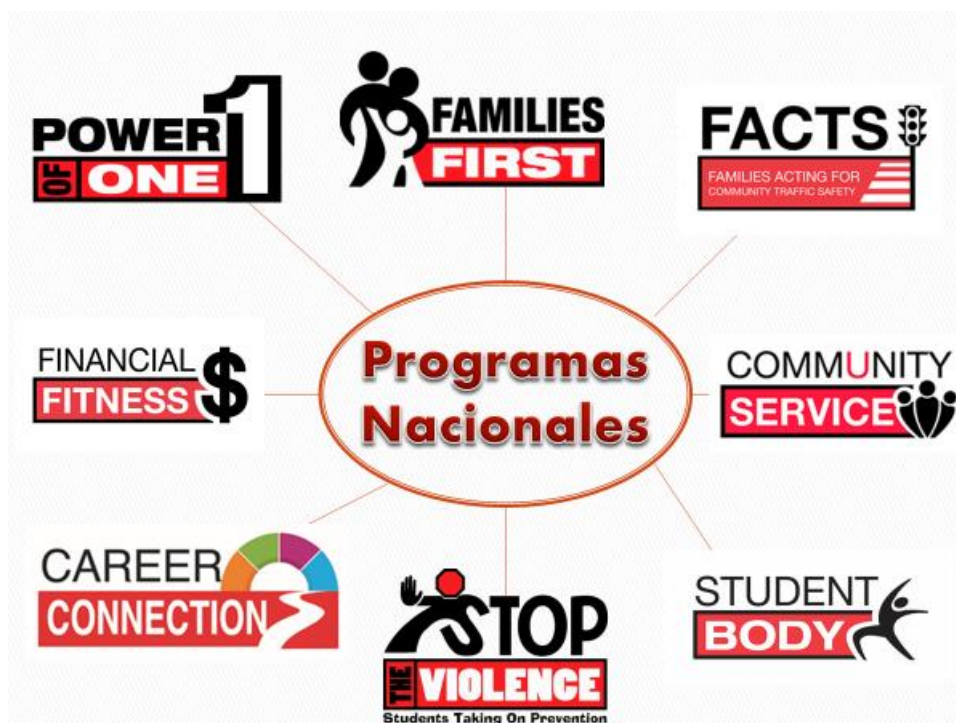 POWER 1
OF ONE
FAMILIES
FIRST
FACTS
FAMILIES ACTING FOR
COMMUNITY TRAFFIC SAFETY
FINANCIAL
FITNESS $
Programas
Nacionales
COMMUNITY
SERVICE
CAREER
CONNECTION
STOP
THE VIOLENCE
Students Taking On Prevention
STUDENT
BODY